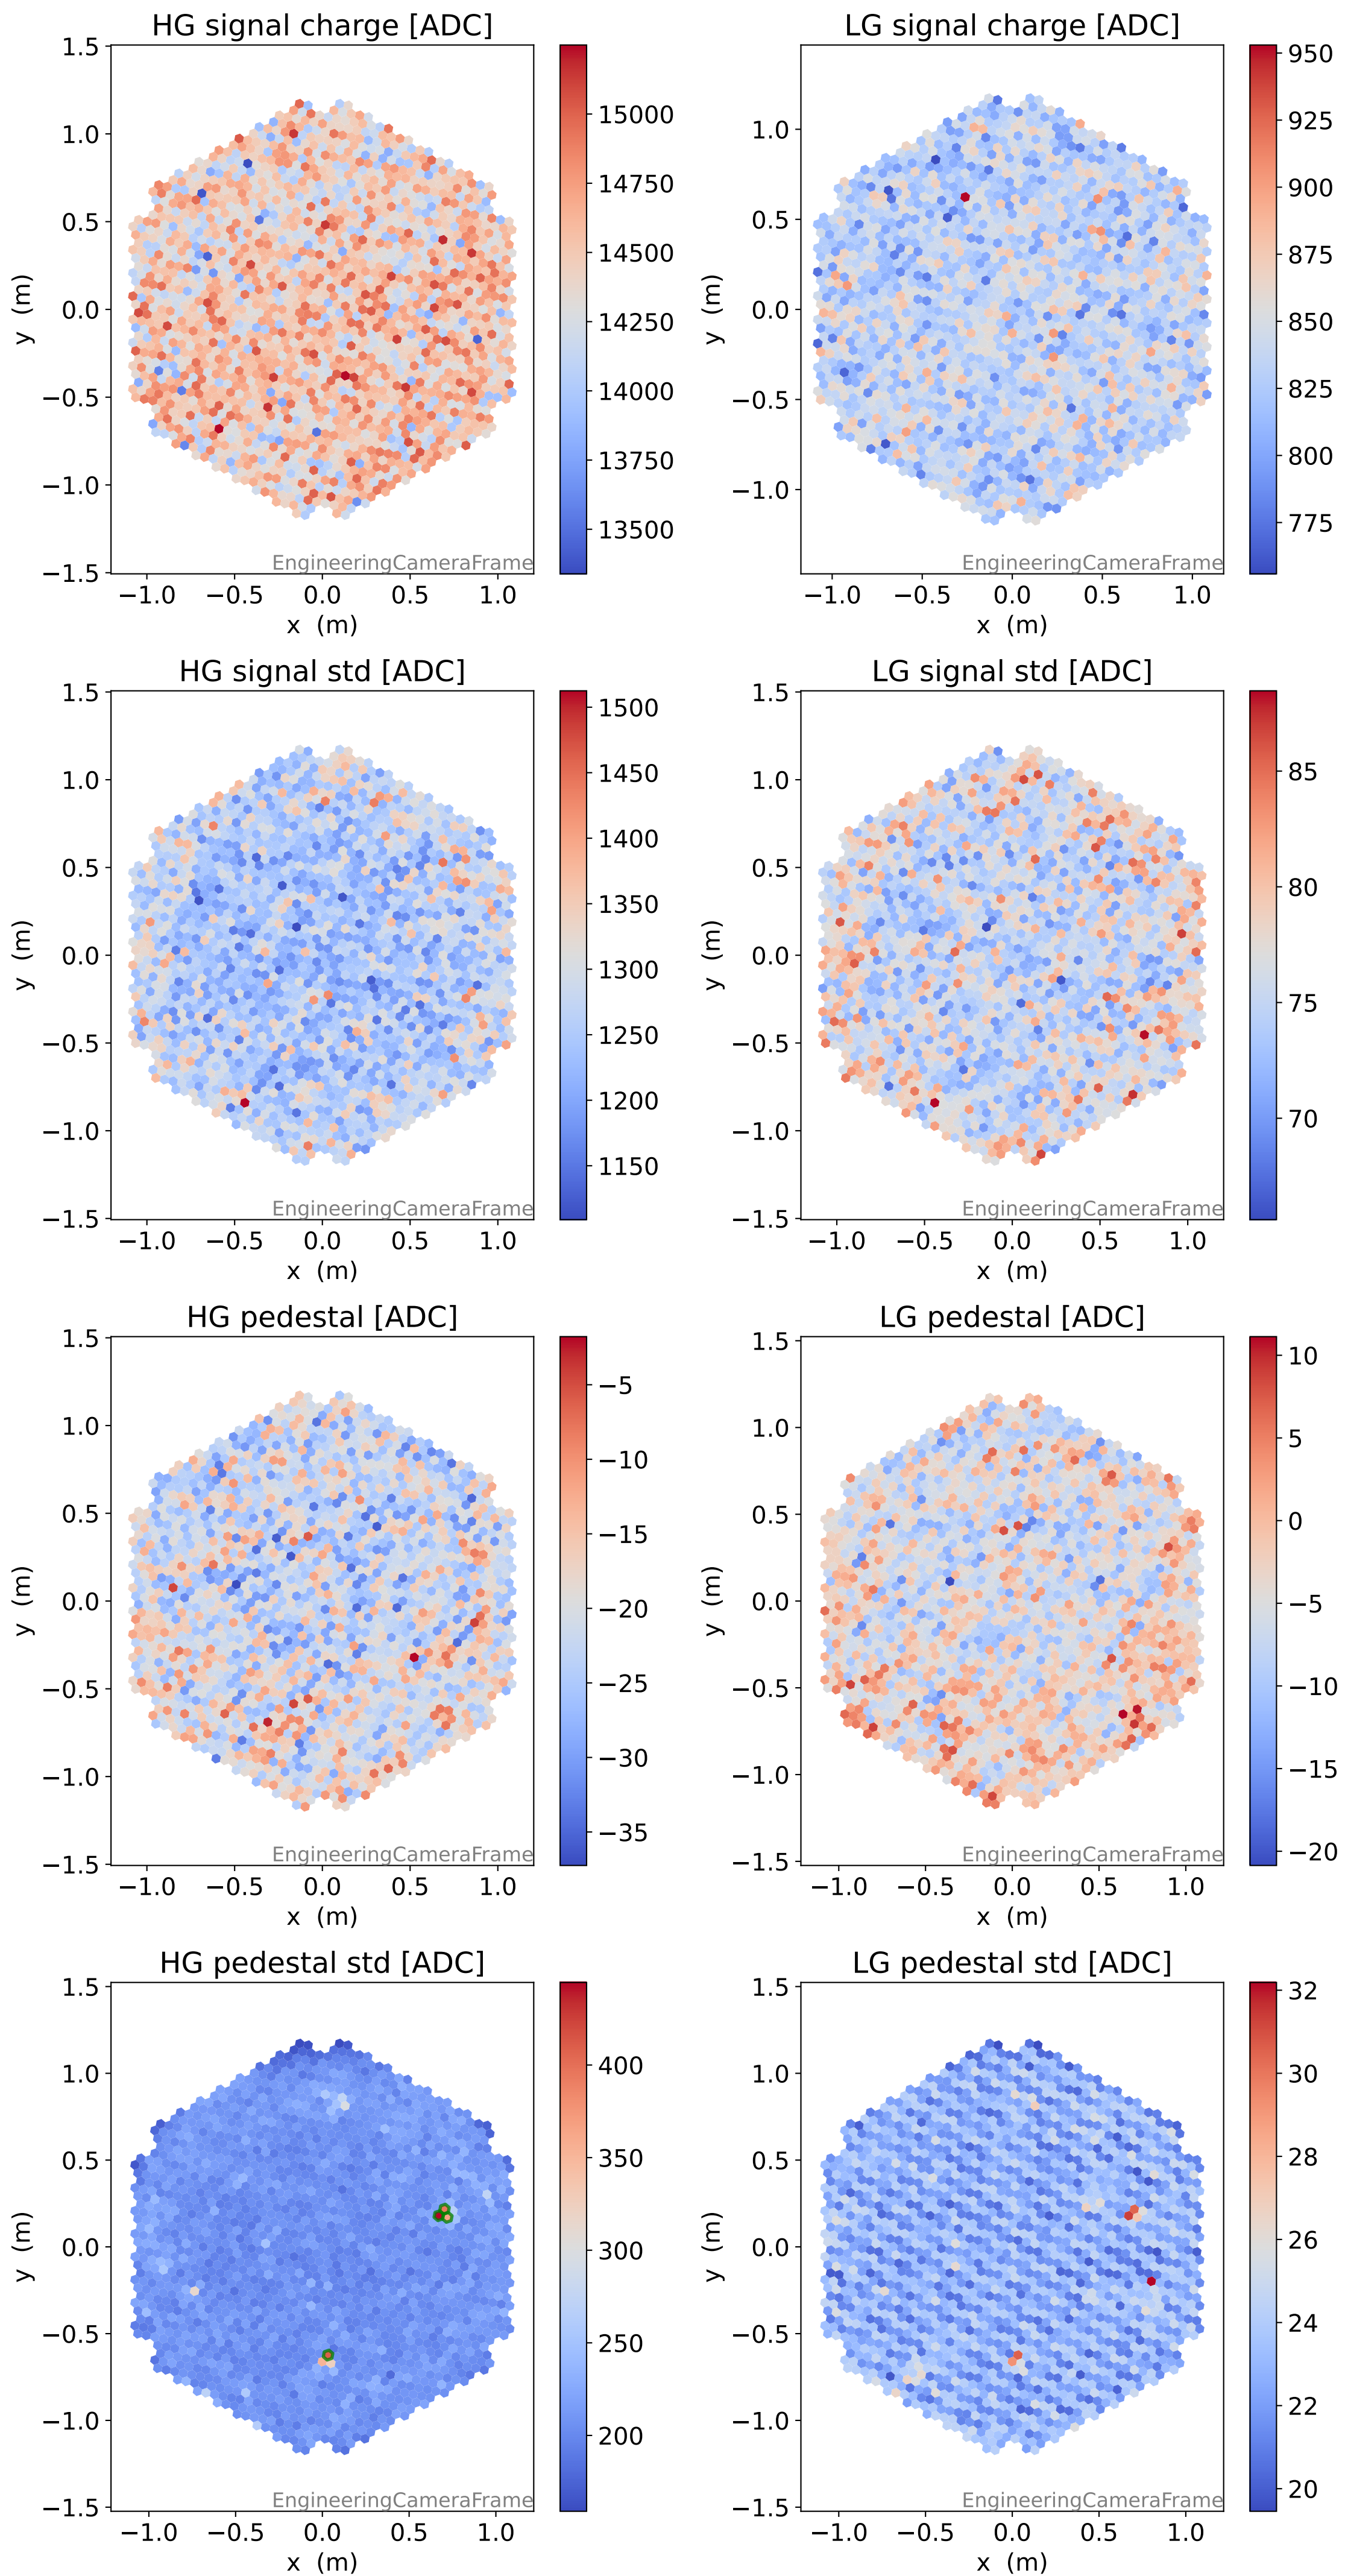 HG signal charge [ADC]
1.5
1.0
0.5
0.0
−0.5
−1.0
−1.5
y (m)
−1.0 −0.5 0.0 0.5 1.0
x (m)
EngineeringCameraFrame
15000
14750
14500
14250
14000
13750
13500
LG signal charge [ADC]
1.0
0.5
0.0
−0.5
−1.0
y (m)
−1.0 −0.5 0.0 0.5 1.0
x (m)
EngineeringCameraFrame
950
925
900
875
850
825
800
775
HG signal std [ADC]
1.5
1.0
0.5
0.0
−0.5
−1.0
−1.5
y (m)
−1.0 −0.5 0.0 0.5 1.0
x (m)
EngineeringCameraFrame
1500
1450
1400
1350
1300
1250
1200
1150
LG signal std [ADC]
1.5
1.0
0.5
0.0
−0.5
−1.0
−1.5
y (m)
−1.0 −0.5 0.0 0.5 1.0
x (m)
EngineeringCameraFrame
85
80
75
70
HG pedestal [ADC]
1.5
1.0
0.5
0.0
−0.5
−1.0
−1.5
y (m)
−1.0 −0.5 0.0 0.5 1.0
x (m)
EngineeringCameraFrame
−5
−10
−15
−20
−25
−30
−35
LG pedestal [ADC]
1.5
1.0
0.5
0.0
−0.5
−1.0
−1.5
y (m)
−1.0 −0.5 0.0 0.5 1.0
x (m)
EngineeringCameraFrame
10
5
0
−5
−10
−15
−20
HG pedestal std [ADC]
1.5
1.0
0.5
0.0
−0.5
−1.0
−1.5
y (m)
−1.0 −0.5 0.0 0.5 1.0
x (m)
EngineeringCameraFrame
400
350
300
250
200
LG pedestal std [ADC]
1.5
1.0
0.5
0.0
−0.5
−1.0
−1.5
y (m)
−1.0 −0.5 0.0 0.5 1.0
x (m)
EngineeringCameraFrame
32
30
28
26
24
22
20